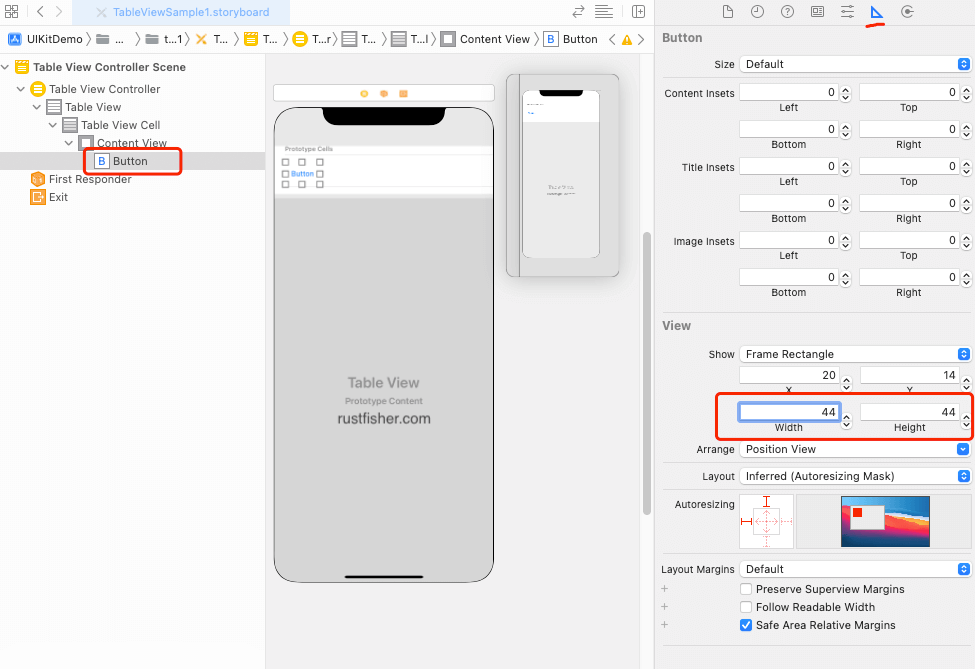 TableViewSample1.storyboard
UIKitDemo
...
t...1
T...
T...
T...r
T...
T...l
Content View
B
Button
Table View Controller Scene
Table View Controller
Table View
Table View Cell
Content View
B Button
First Responder
Exit
Prototype Cells
Button
Table View
Prototype Content
rustfisher.com
Button
Size Default
Content Insets 0 0
Left Top
0 0
Bottom Right
Title Insets 0 0
Left Top
0 0
Bottom Right
Image Insets 0 0
Left Top
0 0
Bottom Right
View
Show Frame Rectangle
20 14
X Y
44 44
Width Height
Arrange Position View
Layout Inferred (Autoresizing Mask)
Autoresizing
Layout Margins Default
+ Preserve Superview Margins
+ Follow Readable Width
+ Safe Area Relative Margins